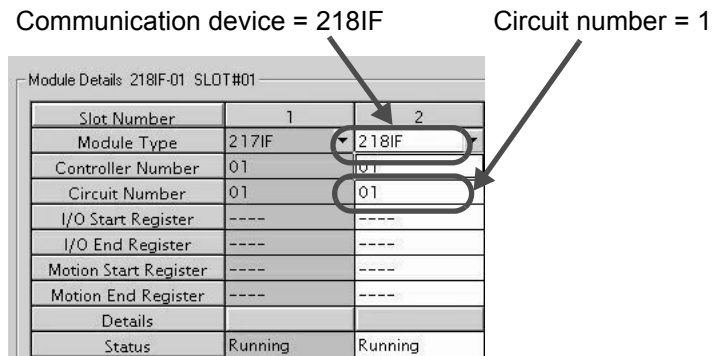 Communication device = 218IF Circuit number = 1
Module Details 218IF-01 SLOT#01
Slot Number 1 2
Module Type 217IF 218IF
Controller Number 01 01
Circuit Number 01 01
I/O Start Register ---- ----
I/O End Register ---- ----
Motion Start Register ---- ----
Motion End Register ---- ----
Details
Status Running Running